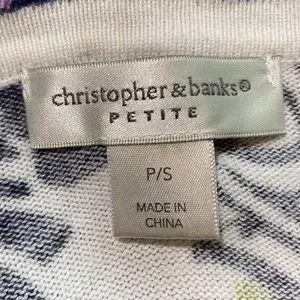 christopher & banks®
PETITE
P/S
MADE IN
CHINA